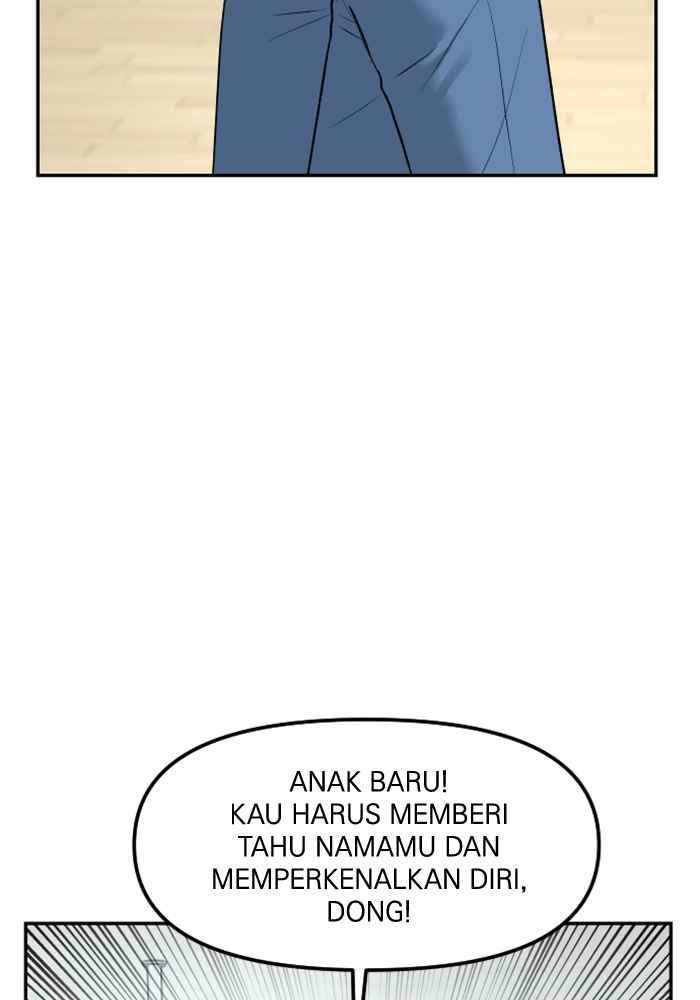 ANAK BARU!
KAU HARUS MEMBERI
TAHU NAMAMU DAN
MEMPERKENALKAN DIRI,
DONG!